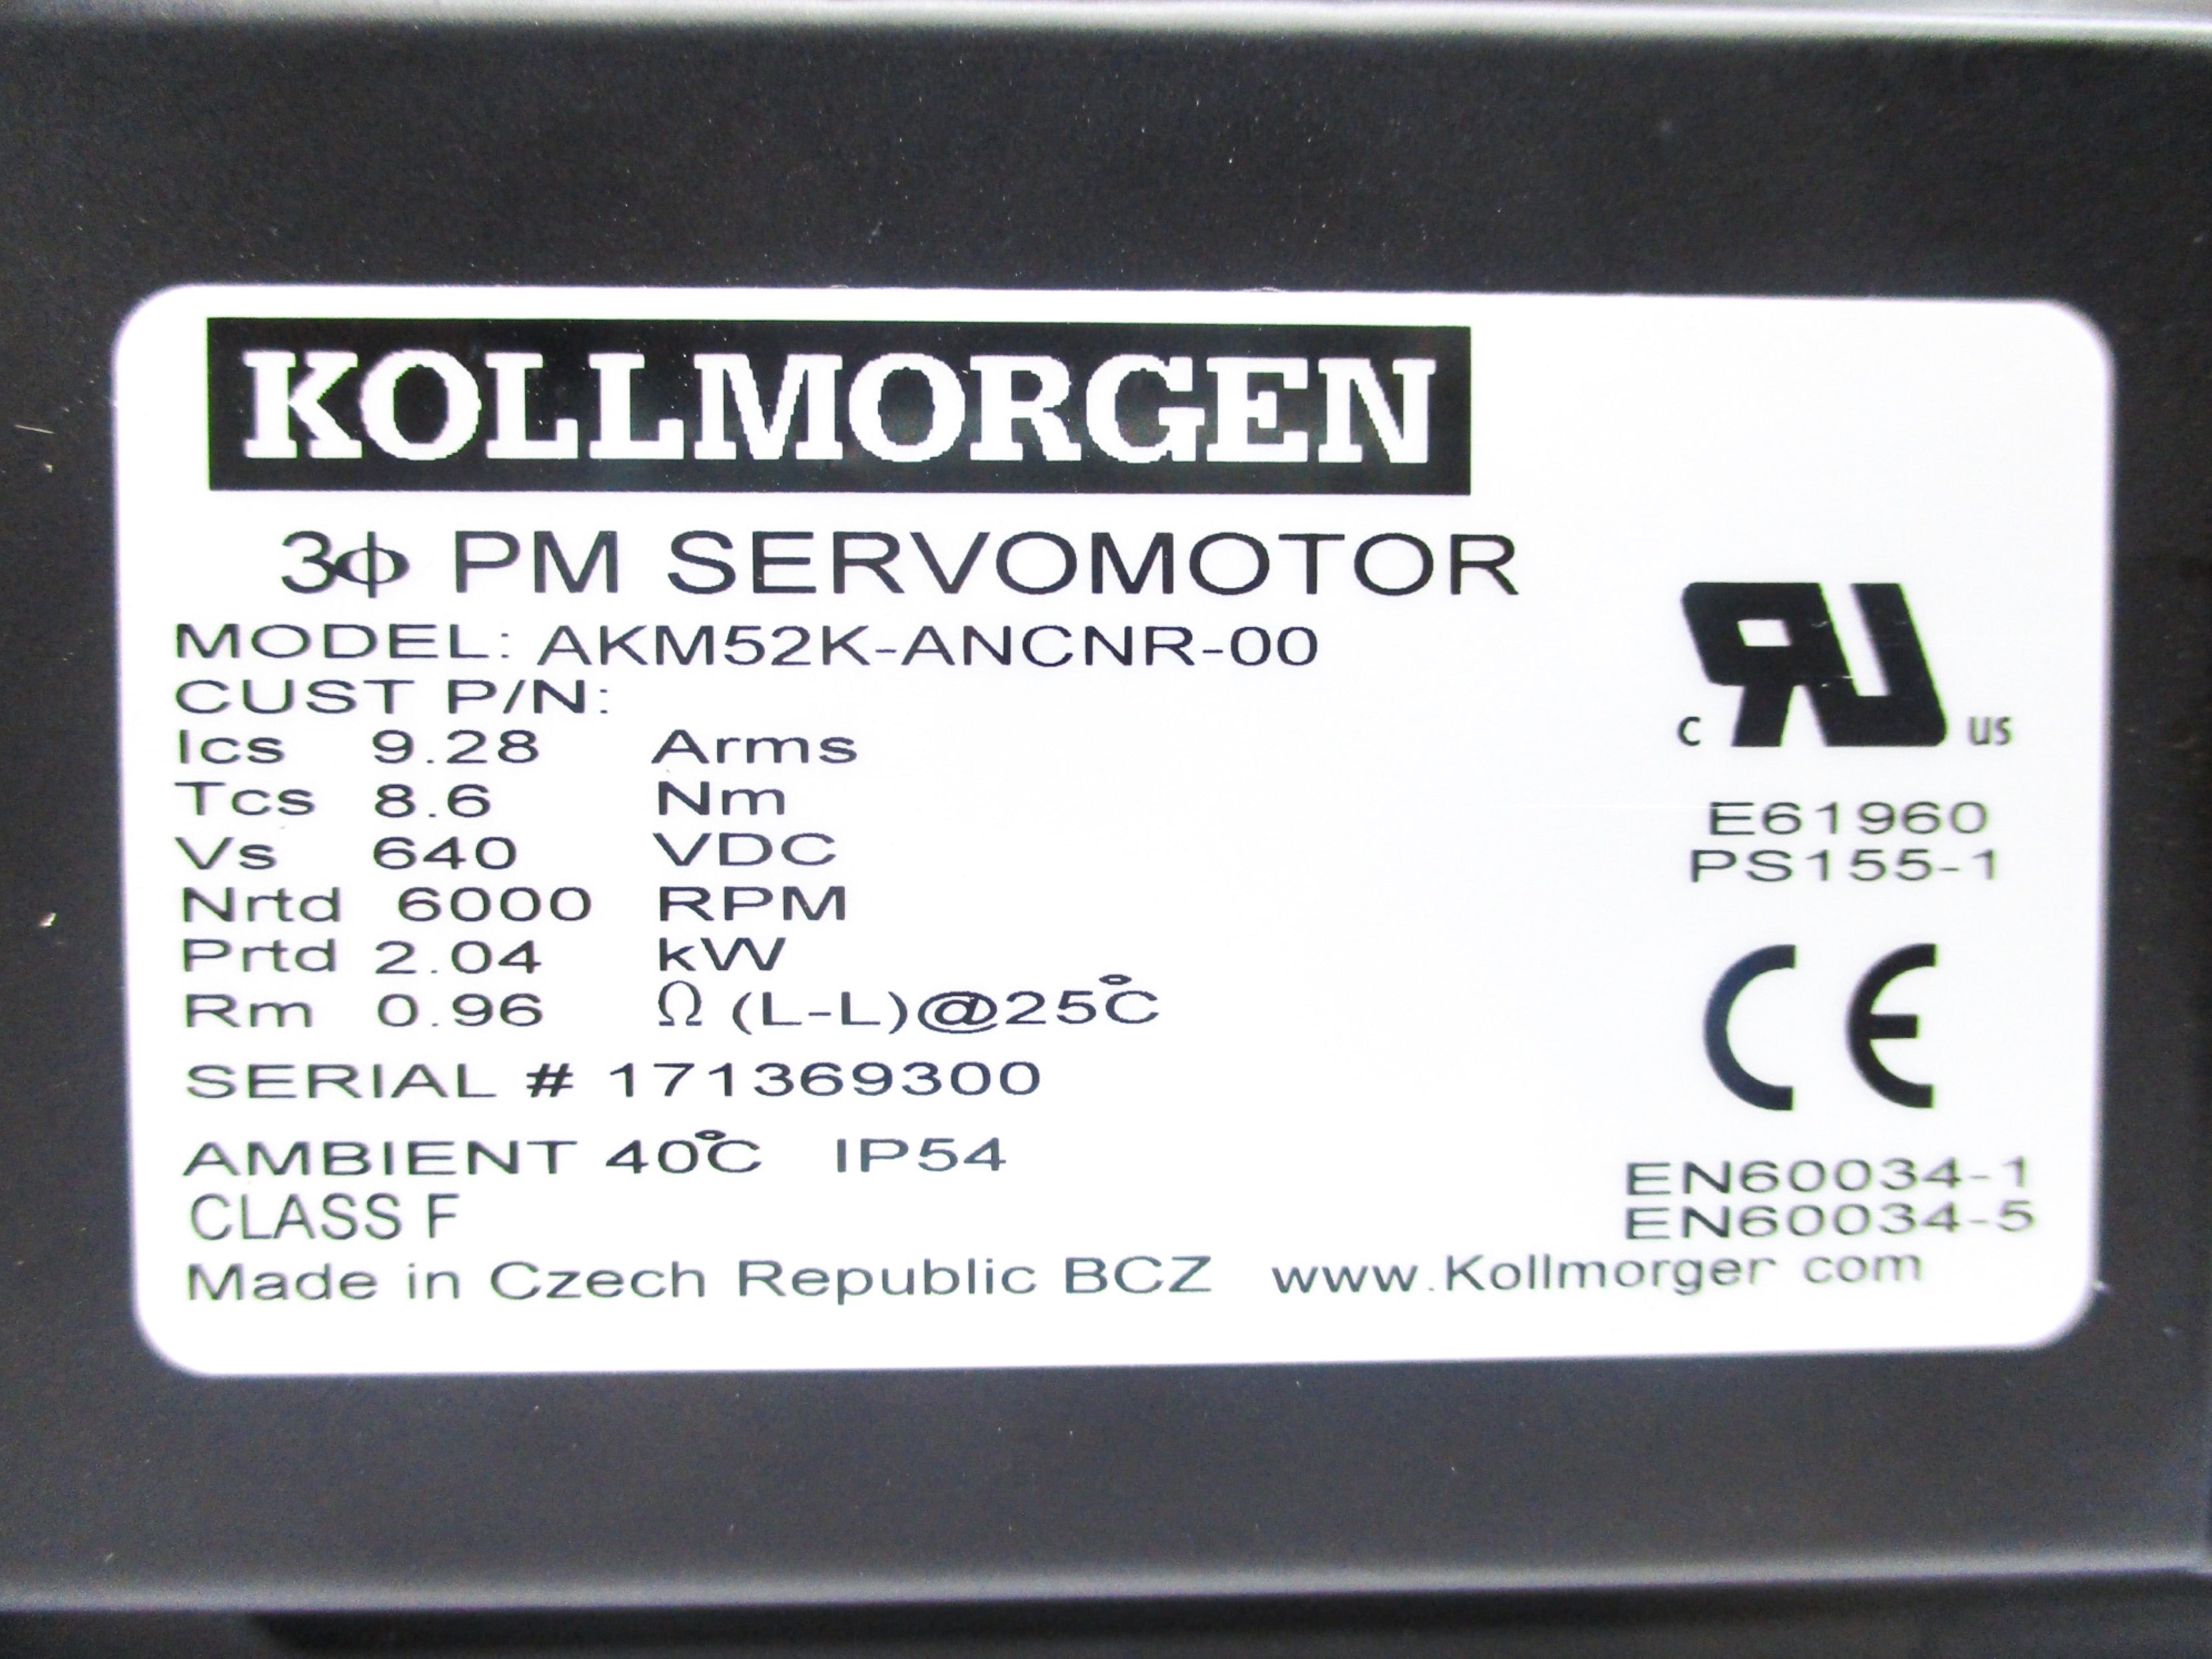 KOLLMORGEN
3ϕ PM SERVOMOTOR
MODEL: AKM52K-ANCNR-00
CUST P/N:
Ics 9.28 Arms
Tcs 8.6 Nm
Vs 640 VDC
Nrtd 6000 RPM
Prtd 2.04 kW
Rm 0.96 Ω (L-L)@25°C
SERIAL # 171369300
AMBIENT 40°C IP54
CLASS F
Made in Czech Republic BCZ www.Kollmorgen.com
c RU us
E61960
PS155-1
CE
EN60034-1
EN60034-5